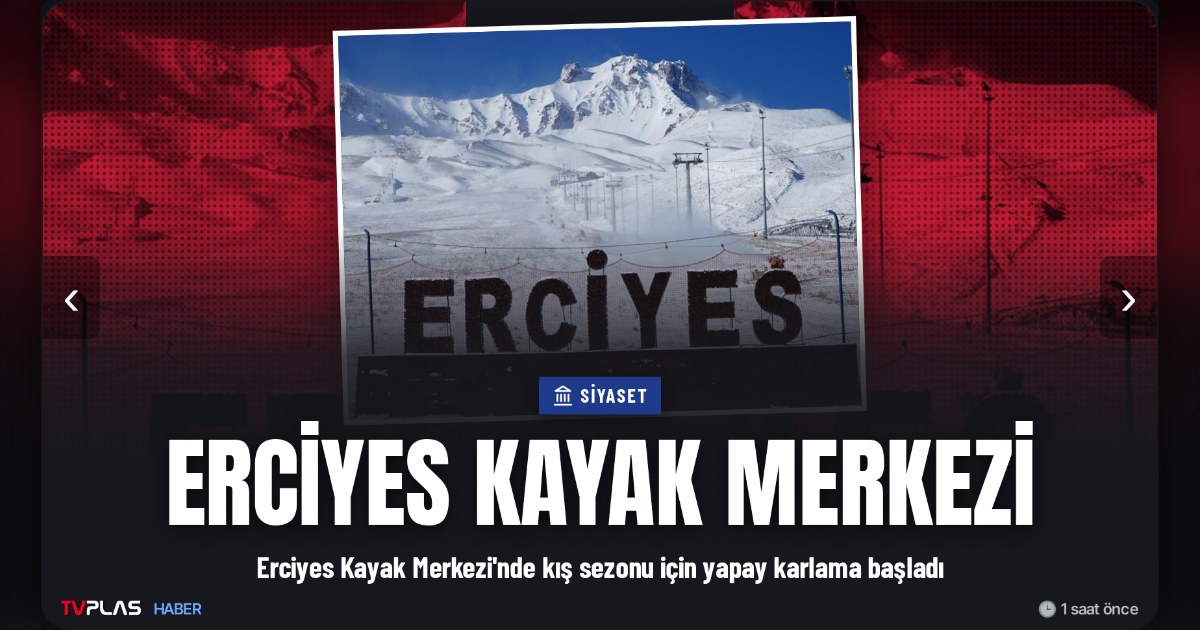 ERCİYES
SİYASET
ERCİYES KAYAK MERKEZİ
Erciyes Kayak Merkezi'nde kış sezonu için yapay karlama başladı
TVPLAS HABER
1 saat önce